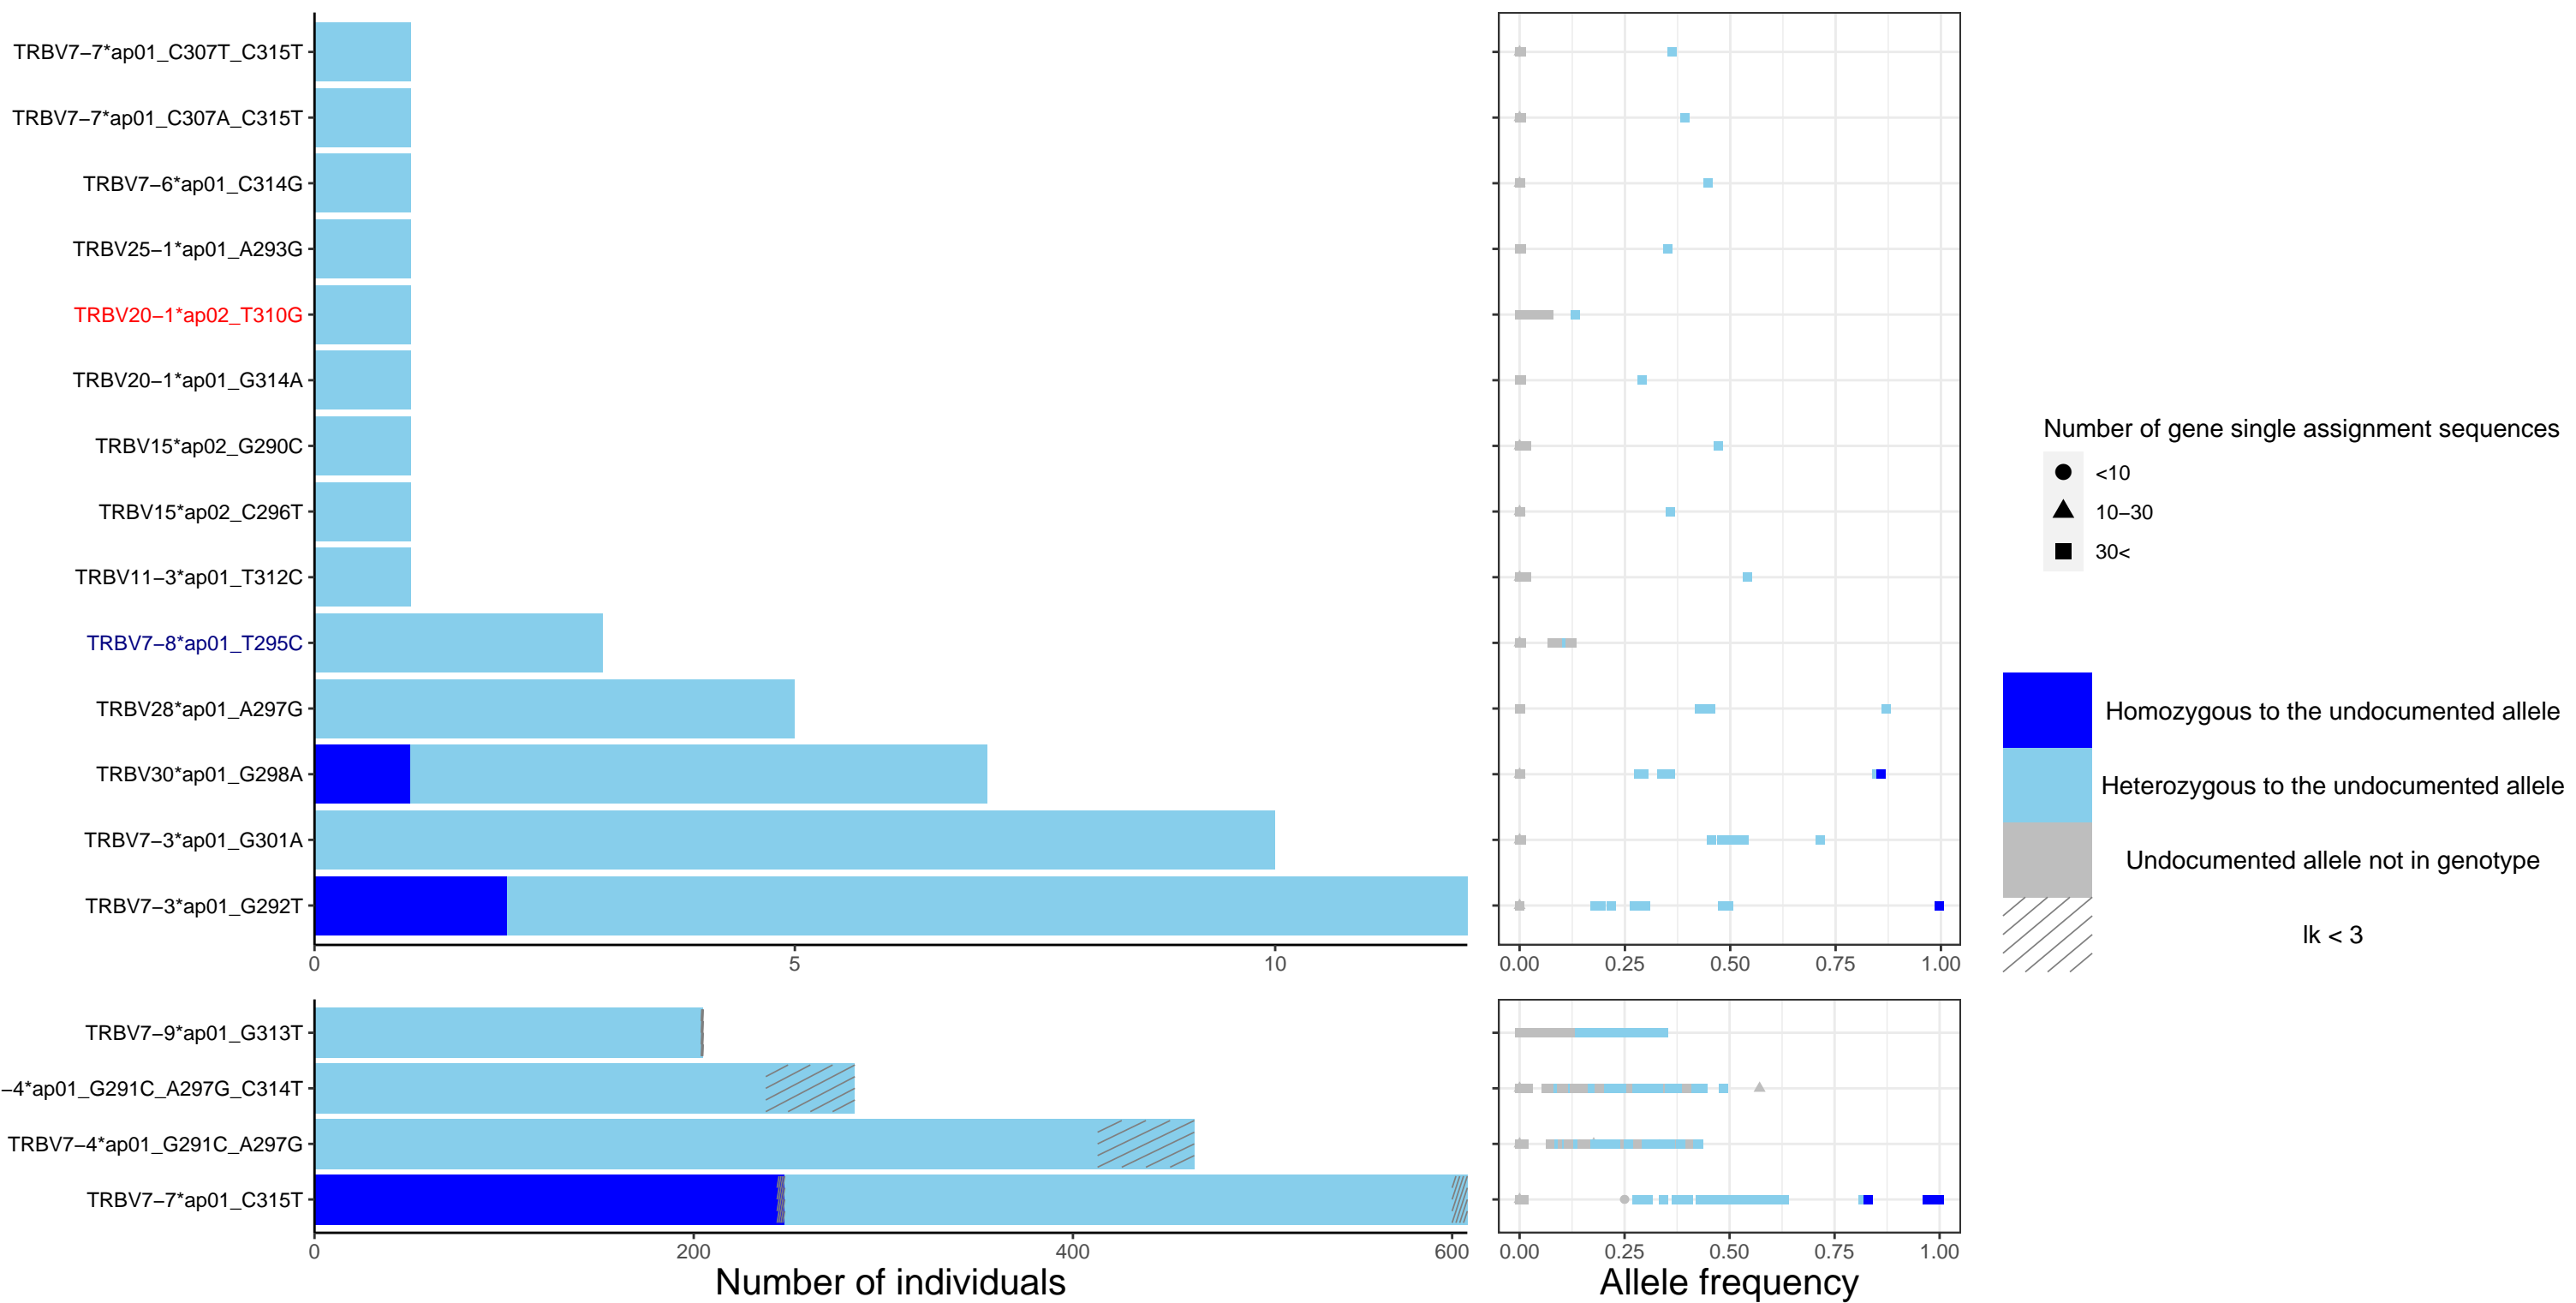 TRBV7−7*ap01_C307T_C315T
TRBV7−7*ap01_C307A_C315T
TRBV7−6*ap01_C314G
TRBV25−1*ap01_A293G
TRBV20−1*ap02_T310G
TRBV20−1*ap01_G314A
TRBV15*ap02_G290C
TRBV15*ap02_C296T
TRBV11−3*ap01_T312C
TRBV7−8*ap01_T295C
TRBV28*ap01_A297G
TRBV30*ap01_G298A
TRBV7−3*ap01_G301A
TRBV7−3*ap01_G292T
0 5 10
0.00 0.25 0.50 0.75 1.00
TRBV7−9*ap01_G313T
−4*ap01_G291C_A297G_C314T
TRBV7−4*ap01_G291C_A297G
TRBV7−7*ap01_C315T
0 200 400 600
0.00 0.25 0.50 0.75 1.00
Number of individuals
Allele frequency
Number of gene single assignment sequences
<10
10−30
30<
Homozygous to the undocumented allele
Heterozygous to the undocumented allele
Undocumented allele not in genotype
lk < 3